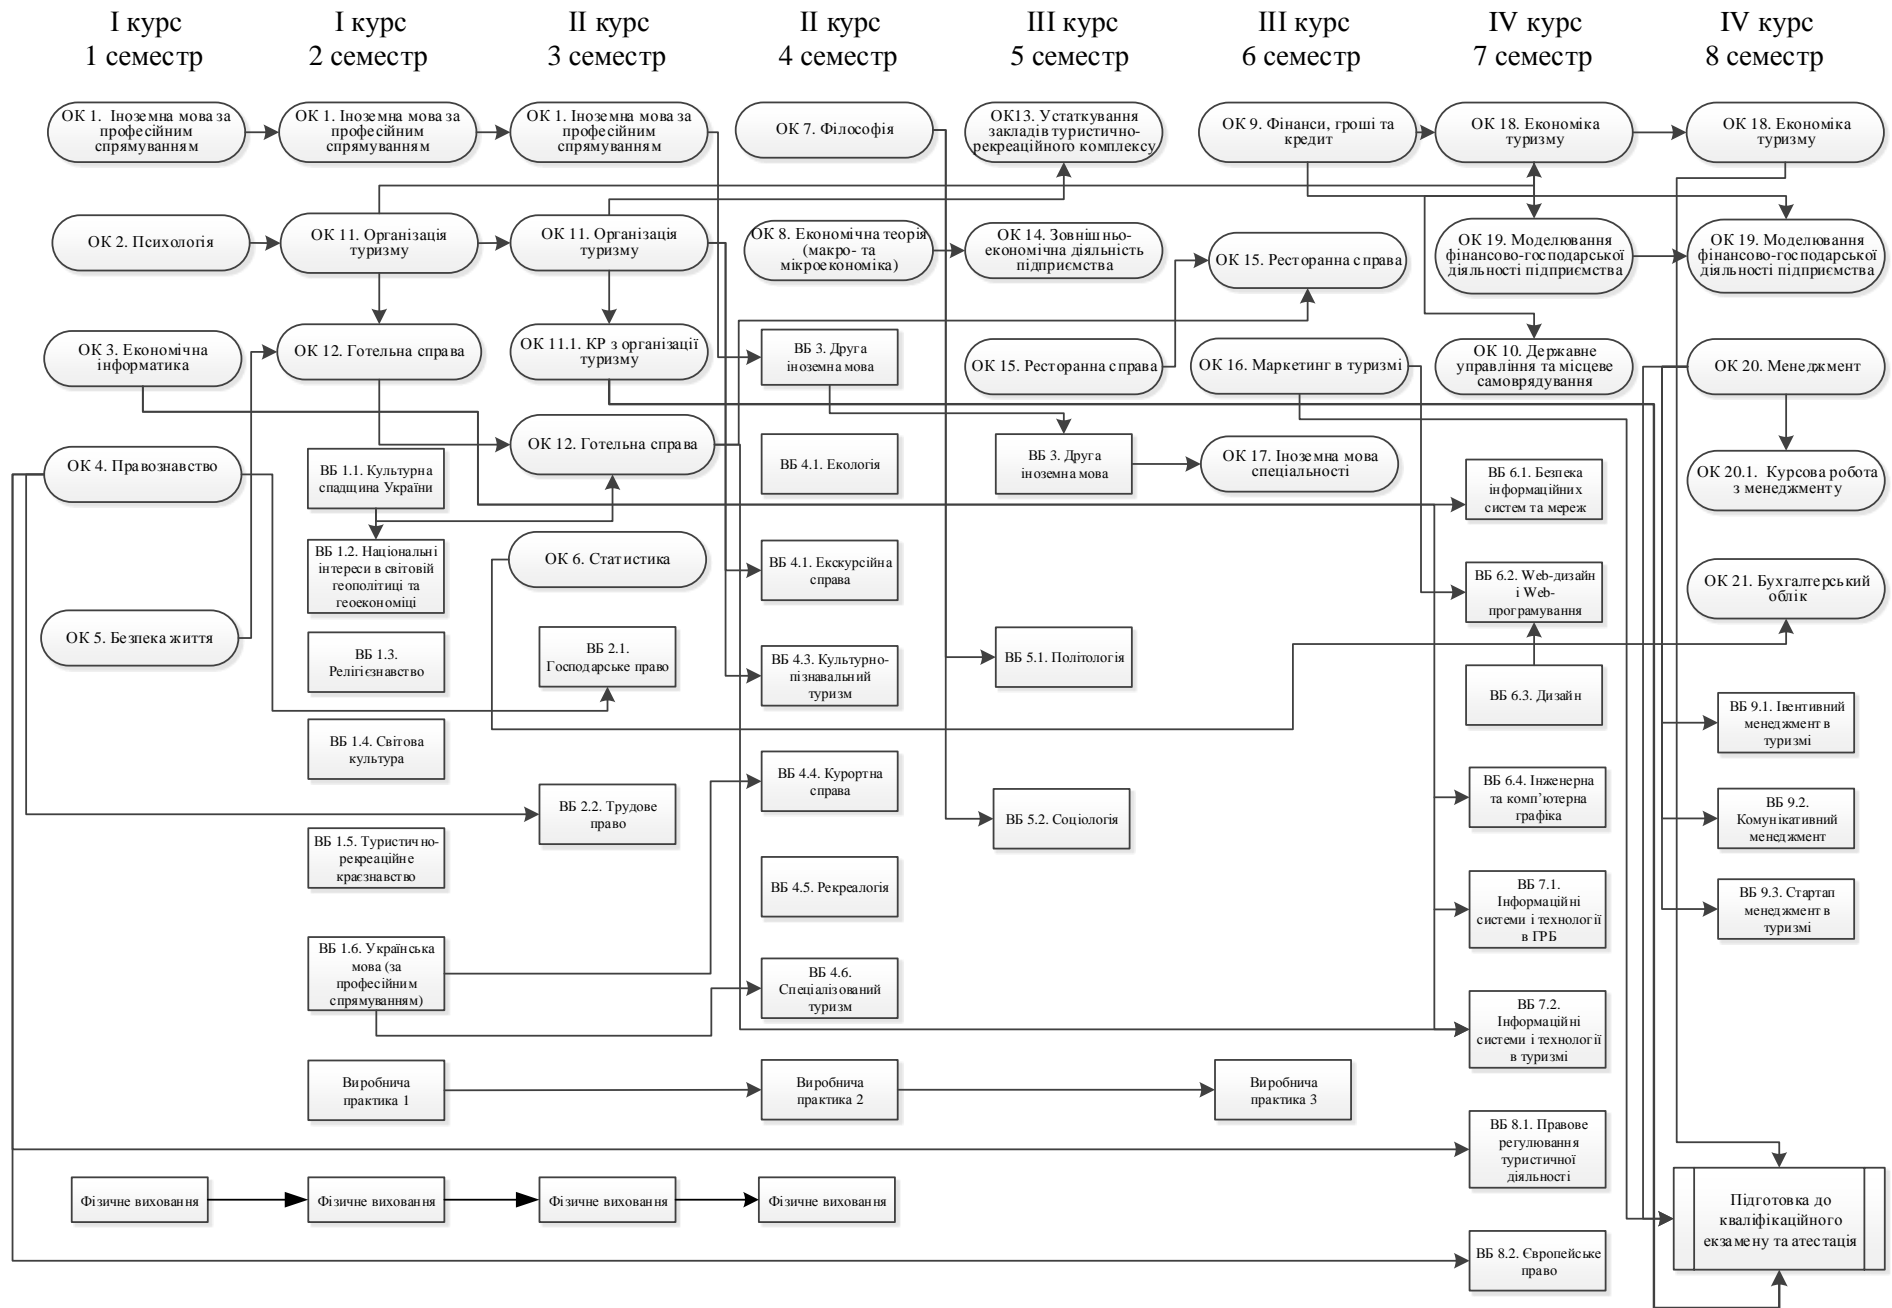 I курс
1 семестр
I курс
2 семестр
II курс
3 семестр
II курс
4 семестр
III курс
5 семестр
III курс
6 семестр
IV курс
7 семестр
IV курс
8 семестр
ОК 1. Іноземна мова за
професійним
спрямуванням
ОК 2. Психологія
ОК 3. Економічна
інформатика
ОК 4. Правознавство
ОК 5. Безпека життя
Фізичне виховання
ОК 1. Іноземна мова за
професійним
спрямуванням
ОК 11. Організація
туризму
ОК 12. Готельна справа
ВБ 1.1. Культурна
спадщина України
ВБ 1.2. Національні
інтереси в світовій
геополітиці та
геоекономіці
ВБ 1.3.
Релігієзнавство
ВБ 1.4. Світова
культура
ВБ 1.5. Туристично-
рекреаційне
краєзнавство
ВБ 1.6. Українська
мова (за
професійним
спрямуванням)
Виробнича
практика 1
Фізичне виховання
ОК 1. Іноземна мова за
професійним
спрямуванням
ОК 11. Організація
туризму
ОК 11.1. КР з організації
туризму
ОК 12. Готельна справа
ОК 6. Статистика
ВБ 2.1.
Господарське право
ВБ 2.2. Трудове
право
Фізичне виховання
ОК 7. Філософія
ОК 8. Економічна теорія
(макро- та
мікроекономіка)
ВБ 3. Друга
іноземна мова
ВБ 4.1. Екологія
ВБ 4.1. Екскурсійна
справа
ВБ 4.3. Культурно-
пізнавальний
туризм
ВБ 4.4. Курортна
справа
ВБ 4.5. Рекреалогія
ВБ 4.6.
Спеціалізований
туризм
Виробнича
практика 2
Фізичне виховання
ОК13. Устаткування
закладів туристично-
рекреаційного комплексу
ОК 14. Зовнішньо-
економічна діяльність
підприємства
ОК 15. Ресторанна справа
ВБ 3. Друга
іноземна мова
ВБ 5.1. Політологія
ВБ 5.2. Соціологія
ОК 9. Фінанси, гроші та
кредит
ОК 15. Ресторанна справа
ОК 16. Маркетинг в туризмі
ОК 17. Іноземна мова
спеціальності
Виробнича
практика 3
ОК 18. Економіка
туризму
ОК 19. Моделювання
фінансово-господарської
діяльності підприємства
ОК 10. Державне
управління та місцеве
самоврядування
ВБ 6.1. Безпека
інформаційних
систем та мереж
ВБ 6.2. Web-дизайн
і Web-
програмування
ВБ 6.3. Дизайн
ВБ 6.4. Інженерна
та комп’ютерна
графіка
ВБ 7.1.
Інформаційні
системи і технології
в ГРБ
ВБ 7.2.
Інформаційні
системи і технології
в туризмі
ВБ 8.1. Правове
регулювання
туристичної
діяльності
ВБ 8.2. Європейське
право
ОК 18. Економіка
туризму
ОК 19. Моделювання
фінансово-господарської
діяльності підприємства
ОК 20. Менеджмент
ОК 20.1. Курсова робота
з менеджменту
ОК 21. Бухгалтерський
облік
ВБ 9.1. Івентивний
менеджмент в
туризмі
ВБ 9.2.
Комунікативний
менеджмент
ВБ 9.3. Стартап
менеджмент в
туризмі
Підготовка до
кваліфікаційного
екзамену та атестація